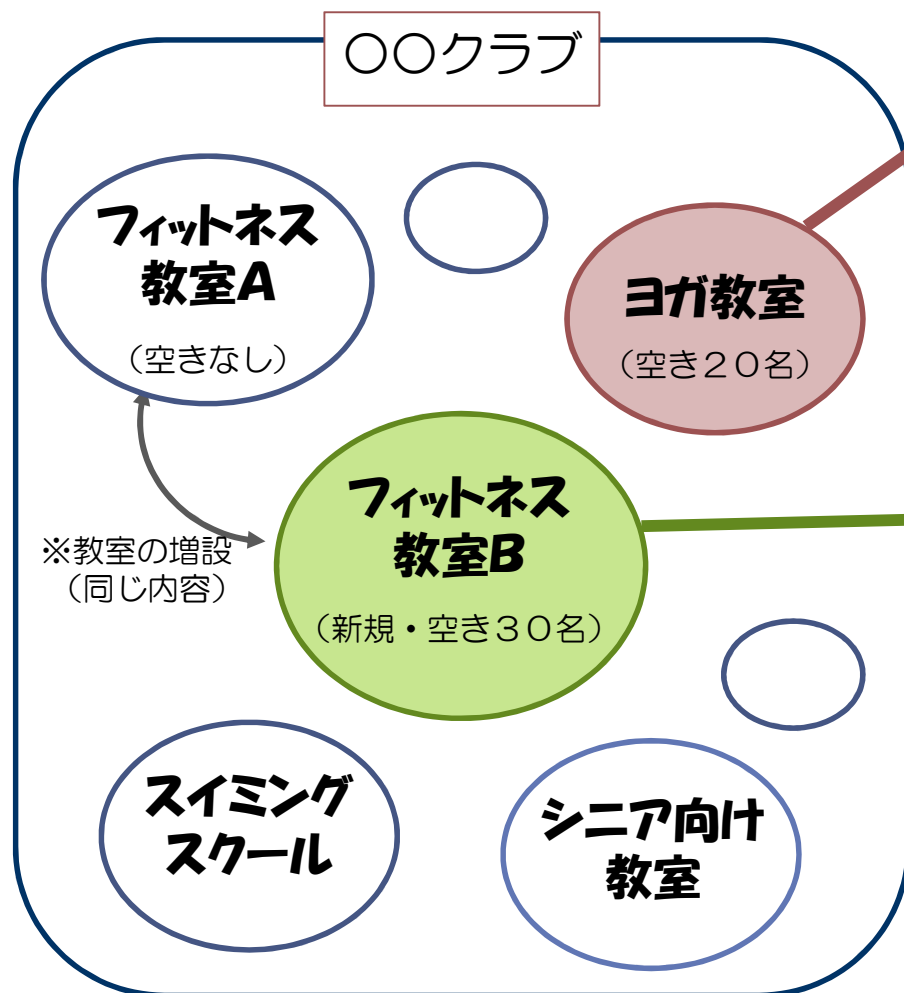 〇〇クラブ
フィットネス
教室A
（空きなし）
ヨガ教室
（空き２０名）
フィットネス
教室B
（新規・空き３０名）
※教室の増設
（同じ内容）
スイミング
スクール
シニア向け
教室